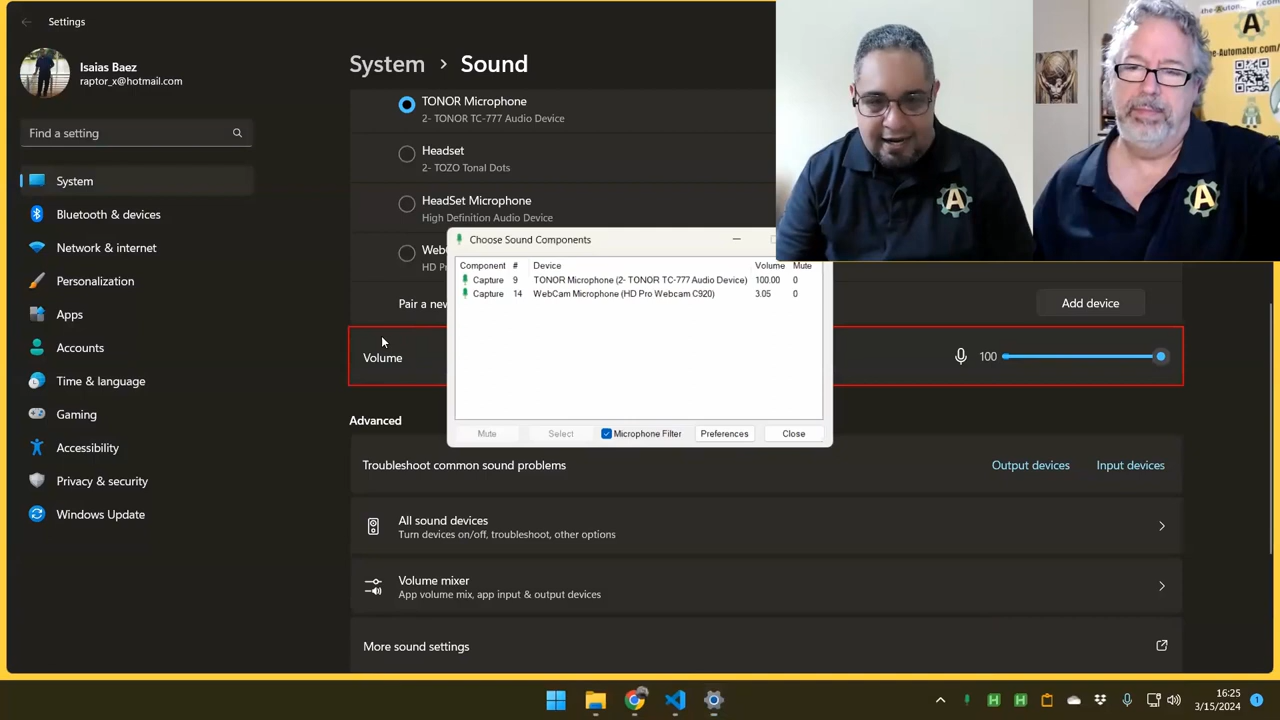 Settings
Isaias Baez
raptor_x@hotmail.com
Find a setting
System
Bluetooth & devices
Network & internet
Personalization
Apps
Accounts
Time & language
Gaming
Accessibility
Privacy & security
Windows Update
System > Sound
TONOR Microphone
2- TONOR TC-777 Audio Device
Headset
2- TOZO Tonal Dots
HeadSet Microphone
High Definition Audio Device
Pair a new
Add device
Volume
100
Choose Sound Components
Component # Device Volume Mute
Capture 9 TONOR Microphone (2- TONOR TC-777 Audio Device) 100.00 0
Capture 14 WebCam Microphone (HD Pro Webcam C920) 3.05 0
Mute Select Microphone Filter Preferences Close
Advanced
Troubleshoot common sound problems
Output devices Input devices
All sound devices
Turn devices on/off, troubleshoot, other options
Volume mixer
App volume mix, app input & output devices
More sound settings
16:25
3/15/2024